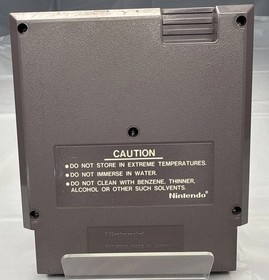 CAUTION
●DO NOT STORE IN EXTREME TEMPERATURES.
●DO NOT IMMERSE IN WATER.
●DO NOT CLEAN WITH BENZENE, THINNER,
ALCOHOL OR OTHER SUCH SOLVENTS.
Nintendo®
Nintendo